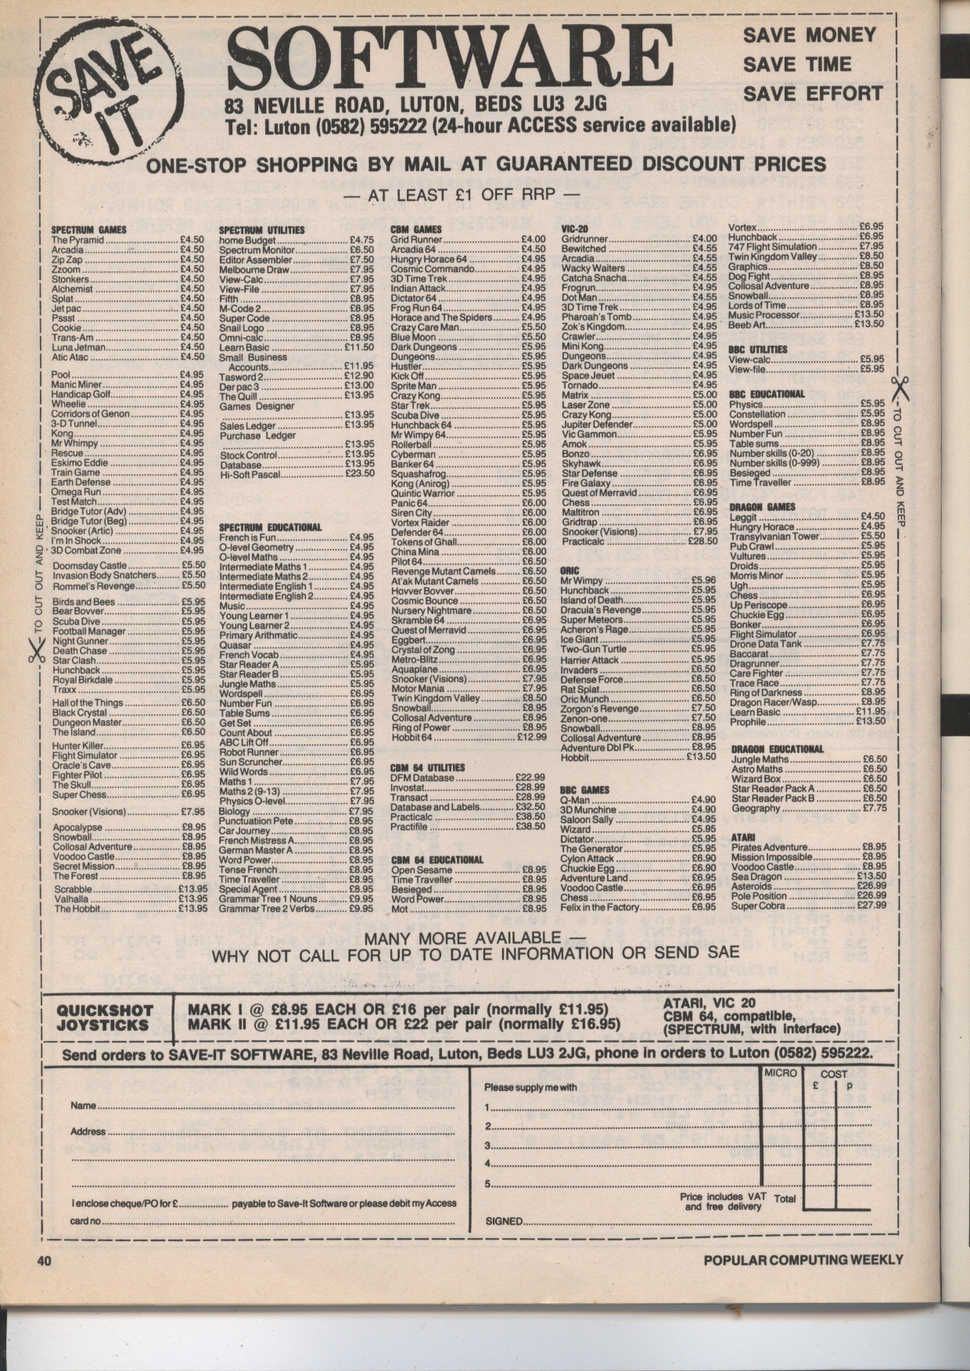 SAVE IT
SOFTWARE
83 NEVILLE ROAD, LUTON, BEDS LU3 2JG
Tel: Luton (0582) 595222 (24-hour ACCESS service available)
SAVE MONEY
SAVE TIME
SAVE EFFORT
ONE-STOP SHOPPING BY MAIL AT GUARANTEED DISCOUNT PRICES
— AT LEAST £1 OFF RRP —
SPECTRUM GAMES
The Pyramid £4.50
Arcadia £4.50
Zip Zap £4.50
Zzoom £4.50
Stonkers £4.50
Alchemist £4.50
Splat £4.50
Jet pac £4.50
Pssst £4.50
Cookie £4.50
Trans-Am £4.50
Luna Jetman £4.50
Atic Atac £4.50
Pool £4.95
Manic Miner £4.95
Handicap Golf £4.95
Wheelie £4.95
Corridors of Genon £4.95
3-D Tunnel £4.95
Kong £4.95
Mr Whimpy £4.95
Rescue £4.95
Eskimo Eddie £4.95
Train Game £4.95
Earth Defense £4.95
Omega Run £4.95
Test Match £4.95
Bridge Tutor (Adv) £4.95
Bridge Tutor (Beg) £4.95
Snooker (Artic) £4.95
I'm In Shock £4.95
3D Combat Zone £4.95
Doomsday Castle £5.50
Invasion Body Snatchers £5.50
Rommel's Revenge £5.50
Birds and Bees £5.95
Bear Bovver £5.95
Scuba Dive £5.95
Football Manager £5.95
Night Gunner £5.95
Death Chase £5.95
Star Clash £5.95
Hunchback £5.95
Royal Birkdale £5.95
Traxx £5.95
Hall of the Things £6.50
Black Crystal £6.50
Dungeon Master £6.50
The Island £6.50
Hunter Killer £6.95
Flight Simulator £6.95
Oracle's Cave £6.95
Fighter Pilot £6.95
The Skull £6.95
Super Chess £6.95
Snooker (Visions) £7.95
Apocalypse £8.95
Snowball £8.95
Collosal Adventure £8.95
Voodoo Castle £8.95
Secret Mission £8.95
The Forest £8.95
Scrabble £13.95
Valhalla £13.95
The Hobbit £13.95
SPECTRUM UTILITIES
home Budget £4.75
Spectrum Monitor £6.50
Editor Assembler £7.50
Melbourne Draw £7.95
View-Calc £7.95
View-File £7.95
Fifth £8.95
M-Code 2 £8.95
Super Code £8.95
Snail Logo £8.95
Omni-calc £8.95
Learn Basic £11.50
Small Business
Accounts £11.95
Tasword 2 £12.90
Der pac 3 £13.00
The Quill £13.95
Games Designer
£13.95
Sales Ledger £13.95
Purchase Ledger
£13.95
Stock Control £13.95
Database £13.95
Hi-Soft Pascal £23.50
SPECTRUM EDUCATIONAL
French is Fun £4.95
O-level Geometry £4.95
O-level Maths £4.95
Intermediate Maths 1 £4.95
Intermediate Maths 2 £4.95
Intermediate English 1 £4.95
Intermediate English 2 £4.95
Music £4.95
Young Learner 1 £4.95
Young Learner 2 £4.95
Primary Arithmatic £4.95
Quasar £4.95
French Vocab £4.95
Star Reader A £5.95
Star Reader B £5.95
Jungle Maths £5.95
Wordspell £6.95
Number Fun £6.95
Table Sums £6.95
Get Set £6.95
Count About £6.95
ABC Lift Off £6.95
Robot Runner £6.95
Sun Scruncher £6.95
Wild Words £6.95
Maths 1 £7.95
Maths 2 (9-13) £7.95
Physics O-level £7.95
Biology £7.95
Punctuation Pete £8.95
Car Journey £8.95
French Mistress A £8.95
German Master A £8.95
Word Power £8.95
Tense French £8.95
Time Traveller £8.95
Special Agent £8.95
Grammar Tree 1 Nouns £9.95
Grammar Tree 2 Verbs £9.95
CBM GAMES
Grid Runner £4.00
Arcadia 64 £4.95
Hungry Horace 64 £4.95
Cosmic Commando £4.95
3D Time Trek £4.95
Indian Attack £4.95
Dictator 64 £4.95
Frog Run 64 £4.95
Horace and The Spiders £4.95
Crazy Care Man £5.50
Blue Moon £5.50
Dark Dungeons £5.95
Dungeons £5.95
Hustler £5.95
Kick Off £5.95
Sprite Man £5.95
Crazy Kong £5.95
Star Trek £5.95
Scuba Dive £5.95
Hunchback 64 £5.95
Mr Wimpy 64 £5.95
Rollerball £5.95
Cyberman £5.95
Banker 64 £5.95
Squashafrog £5.95
Kong (Anirog) £5.95
Quintic Warrior £5.95
Panic 64 £6.00
Siren City £6.00
Vortex Raider £6.00
Defender 64 £6.00
Tokens of Ghall £6.00
China Mina £6.00
Pilot 64 £6.50
Revenge Mutant Camels £6.50
At'ak Mutant Camels £6.50
Hovver Bovver £6.50
Cosmic Bounce £6.50
Nursery Nightmare £6.50
Skramble 64 £6.95
Quest of Merravid £6.95
Eggbert £6.95
Crystal of Zong £6.95
Metro-Blitz £6.95
Aquaplane £6.95
Snooker (Visions) £7.95
Motor Mania £7.95
Twin Kingdom Valley £8.50
Snowball £8.95
Collosal Adventure £8.95
Ring of Power £8.95
Hobbit 64 £12.99
CBM 64 UTILITIES
DFM Database £22.99
Invostat £28.99
Transact £28.99
Database and Labels £32.50
Practicalc £38.50
Practifile £38.50
CBM 64 EDUCATIONAL
Open Sesame £8.95
Time Traveller £8.95
Besieged £8.95
Word Power £8.95
Mot £8.95
VIC-20
Gridrunner £4.00
Bewitched £4.55
Arcadia £4.55
Wacky Waiters £4.55
Catcha Snacha £4.55
Frogrun £4.95
Dot Man £4.55
3D Time Trek £4.95
Pharoah's Tomb £4.95
Zok's Kingdom £4.95
Crawler £4.95
Mini Kong £4.95
Dungeons £4.95
Dark Dungeons £4.95
Space Jeuet £4.95
Tornado £4.95
Matrix £5.00
Laser Zone £5.00
Crazy Kong £5.00
Jupiter Defender £5.00
Vic Gammon £5.95
Amok £5.95
Bonzo £5.95
Skyhawk £5.95
Star Defense £6.95
Fire Galaxy £6.95
Quest of Merravid £6.95
Chess £6.95
Maltitron £6.95
Gridtrap £6.95
Snooker (Visions) £7.95
Practicalc £28.50
ORIC
Mr Wimpy £5.96
Hunchback £5.95
Island of Death £5.95
Dracula's Revenge £5.95
Super Meteors £5.95
Acheron's Rage £5.95
Ice Giant £5.95
Two-Gun Turtle £5.95
Harrier Attack £5.95
Invaders £6.50
Defense Force £6.50
Rat Splat £6.50
Oric Munch £6.50
Zorgon's Revenge £7.50
Zenon-one £7.50
Snowball £8.95
Collosal Adventure £8.95
Adventure Dbl Pk £8.95
Hobbit £13.50
BBC GAMES
Q-Man £4.90
3D Munchine £4.90
Saloon Sally £4.95
Wizard £5.95
Dictator £5.95
The Generator £5.95
Cylon Attack £6.90
Chuckie Egg £6.90
Adventure Land £6.95
Voodoo Castle £6.95
Chess £6.95
Felix in the Factory £6.95
Vortex £6.95
Hunchback £6.95
747 Flight Simulation £7.95
Twin Kingdom Valley £8.50
Graphics £8.50
Dog Fight £8.95
Collosal Adventure £8.95
Snowball £8.95
Lords of Time £8.95
Music Processor £13.50
Beeb Art £13.50
BBC UTILITIES
View-calc £5.95
View-file £5.95
BBC EDUCATIONAL
Physics £5.95
Constellation £5.95
Wordspell £8.95
Number Fun £8.95
Table sums £8.95
Number skills (0-20) £8.95
Number skills (0-999) £8.95
Besieged £8.95
Time Traveller £8.95
DRAGON GAMES
Leggit £4.50
Hungry Horace £4.95
Transylvanian Tower £5.50
Pub Crawl £5.95
Vultures £5.95
Droids £5.95
Morris Minor £5.95
Ugh £5.95
Chess £6.95
Up Periscope £6.95
Chuckie Egg £6.95
Bonker £6.95
Flight Simulator £6.95
Drone Data Tank £7.75
Baccarat £7.75
Dragrunner £7.75
Care Fighter £7.75
Trace Race £7.75
Ring of Darkness £8.95
Dragon Racer/Wasp £8.95
Learn Basic £11.95
Prophile £13.50
DRAGON EDUCATIONAL
Jungle Maths £6.50
Astro Maths £6.50
Wizard Box £6.50
Star Reader Pack A £6.50
Star Reader Pack B £6.50
Geography £7.75
ATARI
Pirates Adventure £8.95
Mission Impossible £8.95
Voodoo Castle £8.95
Sea Dragon £13.50
Asteroids £26.99
Pole Position £26.99
Super Cobra £27.99
TO CUT OUT AND KEEP
TO CUT OUT AND KEEP
MANY MORE AVAILABLE —
WHY NOT CALL FOR UP TO DATE INFORMATION OR SEND SAE
QUICKSHOT
JOYSTICKS
MARK I @ £8.95 EACH OR £16 per pair (normally £11.95)
MARK II @ £11.95 EACH OR £22 per pair (normally £16.95)
ATARI, VIC 20
CBM 64, compatible,
(SPECTRUM, with Interface)
Send orders to SAVE-IT SOFTWARE, 83 Neville Road, Luton, Beds LU3 2JG, phone in orders to Luton (0582) 595222.
Name
Address
I enclose cheque/PO for £ payable to Save-It Software or please debit my Access
card no
Please supply me with
MICRO
COST
£ p
1
2
3
4
5
Price includes VAT
and free delivery
Total
SIGNED
40
POPULAR COMPUTING WEEKLY